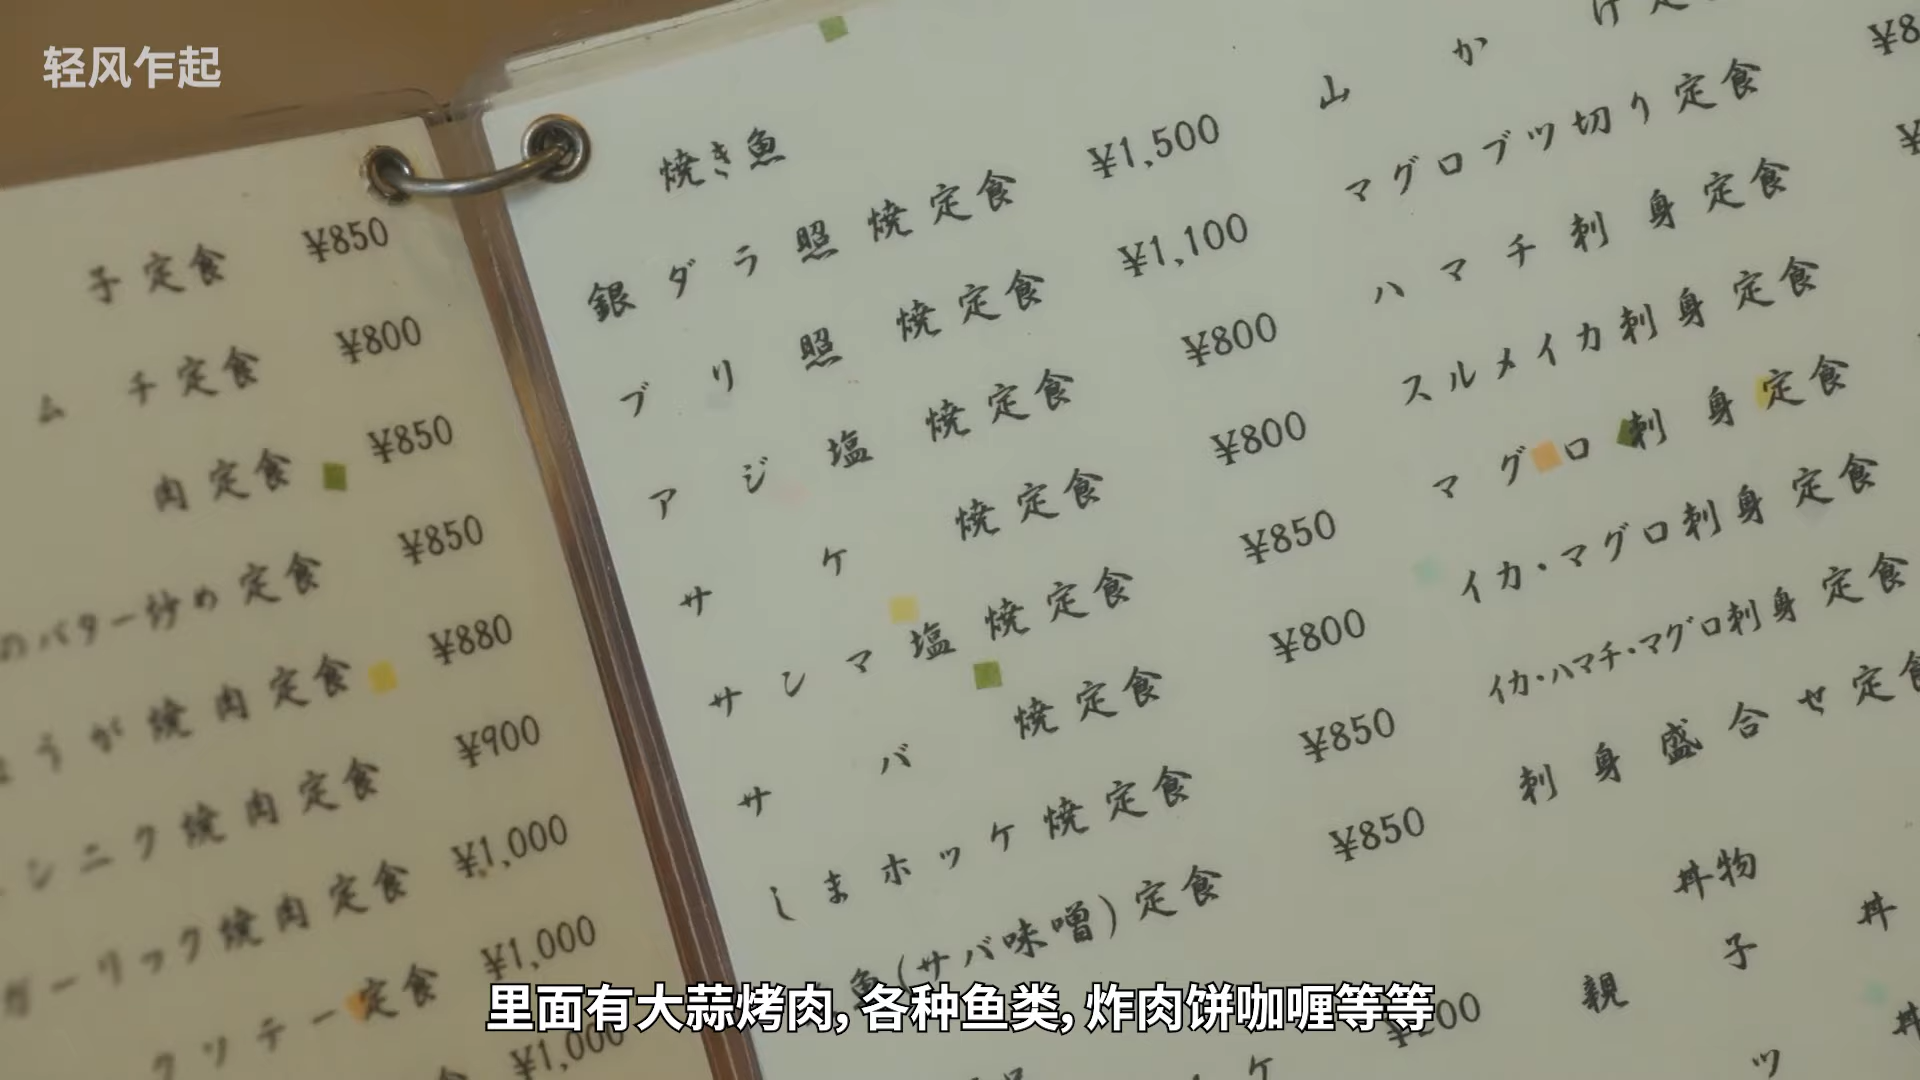 轻风乍起
子定食 ¥850
ムチ定食 ¥800
肉定食 ¥850
のバター炒め定食 ¥850
うが焼肉定食 ¥880
ンニク焼肉定食 ¥900
ガーリック焼肉定食 ¥1,000
クリテー定食 ¥1,000
¥1,000
焼き魚
銀ダラ照焼定食 ¥1,500
ブリ照焼定食 ¥1,100
アジ塩焼定食 ¥800
サケ焼定食 ¥800
サンマ塩焼定食 ¥850
サバ焼定食 ¥800
しまホッケ焼定食 ¥850
魚(サバ味噌)定食 ¥850
山かけ定
マグロブツ切り定食 ¥8
ハマチ刺身定食 ¥
スルメイカ刺身定食
マグロ刺身定食
イカ・マグロ刺身定食
イカ・ハマチ・マグロ刺身定食
刺身盛合せ定食
丼物
親子丼
里面有大蒜烤肉,各种鱼类,炸肉饼咖喱等等